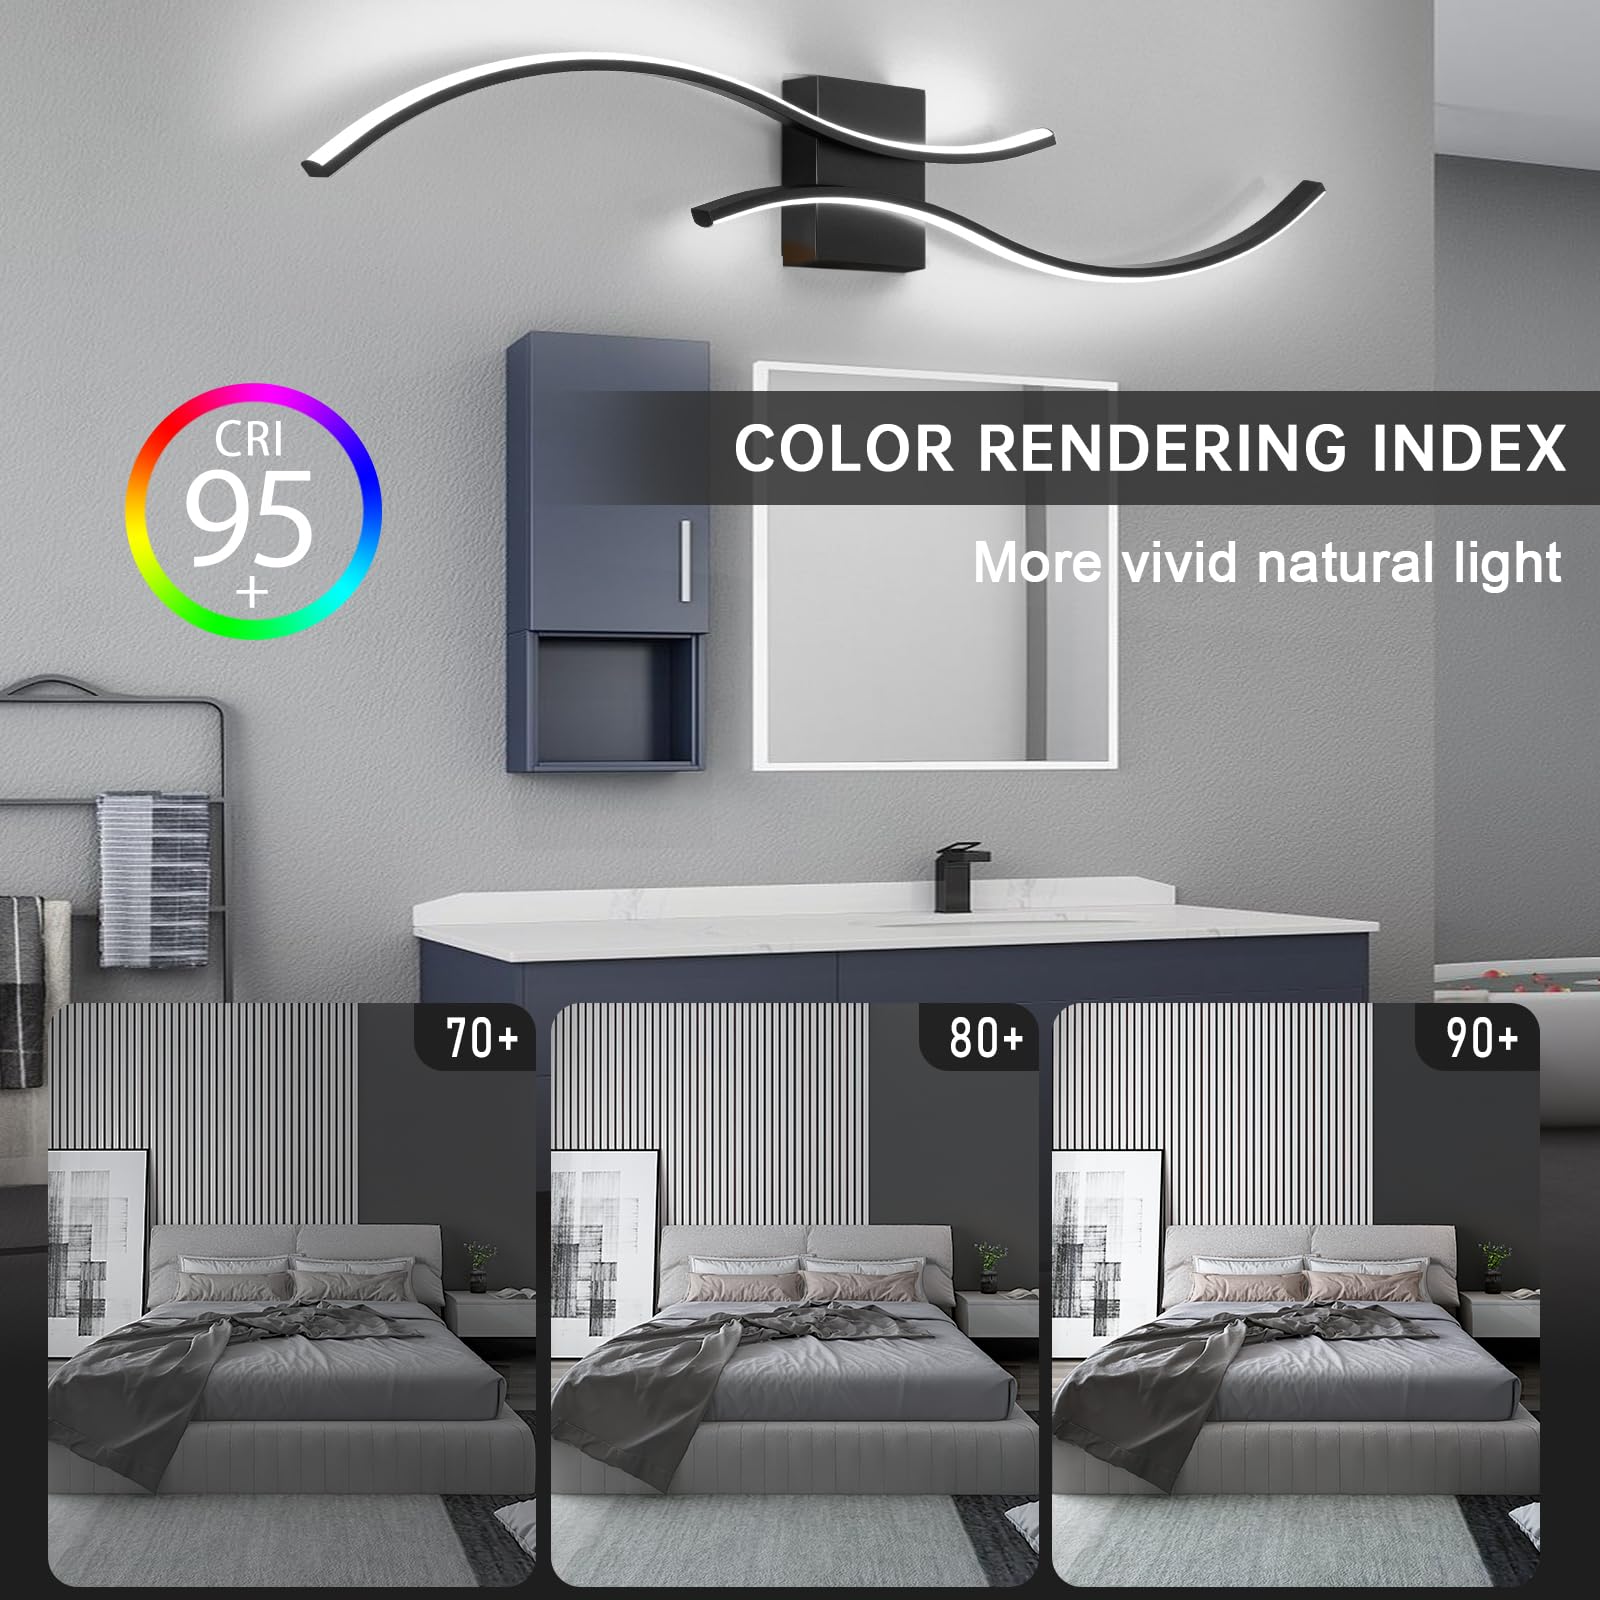 COLOR RENDERING INDEX
More vivid natural light
CRI
95
+
70+
80+
90+